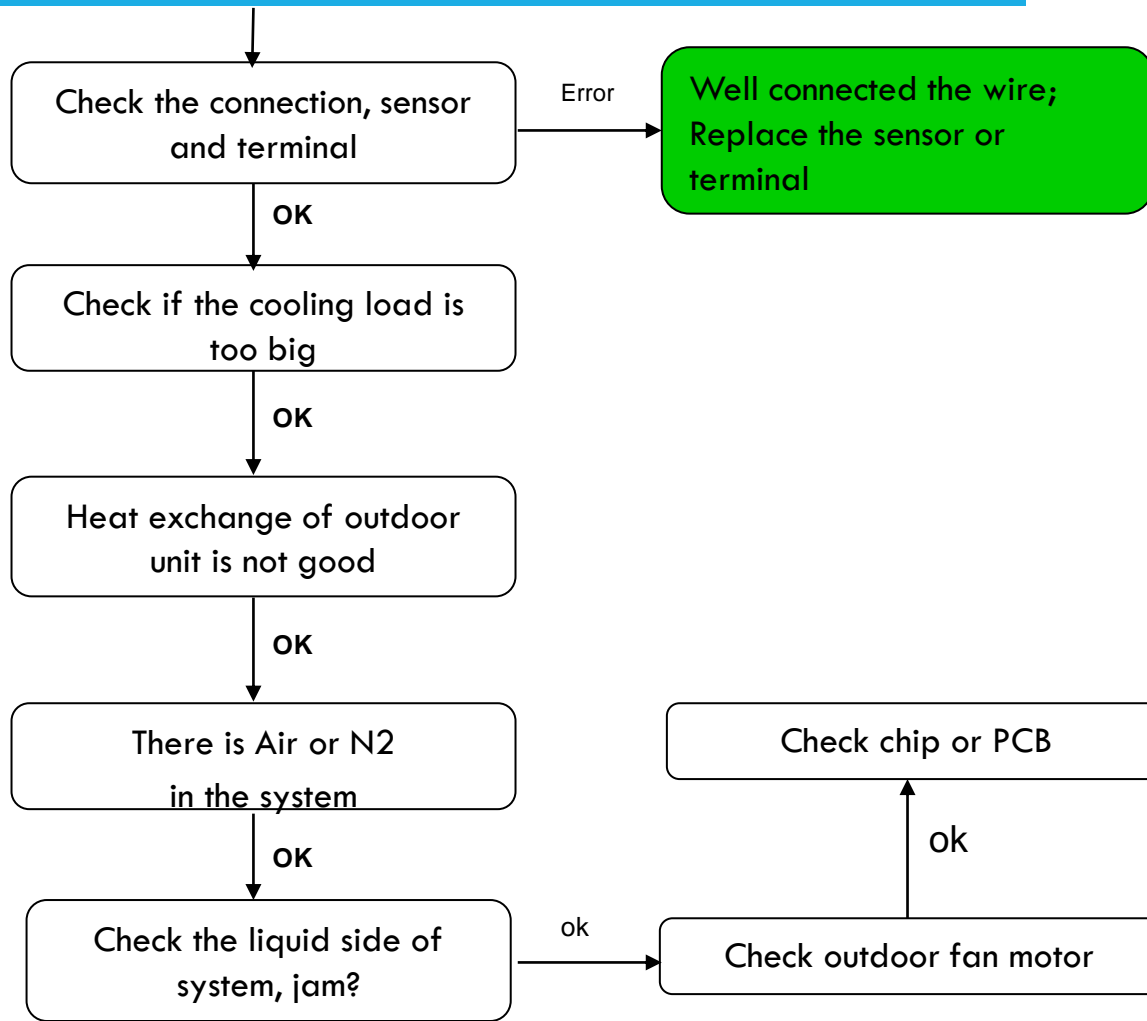 Check the connection, sensor
and terminal
Error
Well connected the wire;
Replace the sensor or
terminal
OK
Check if the cooling load is
too big
OK
Heat exchange of outdoor
unit is not good
OK
There is Air or N2
in the system
Check chip or PCB
OK
ok
Check the liquid side of
system, jam?
ok
Check outdoor fan motor